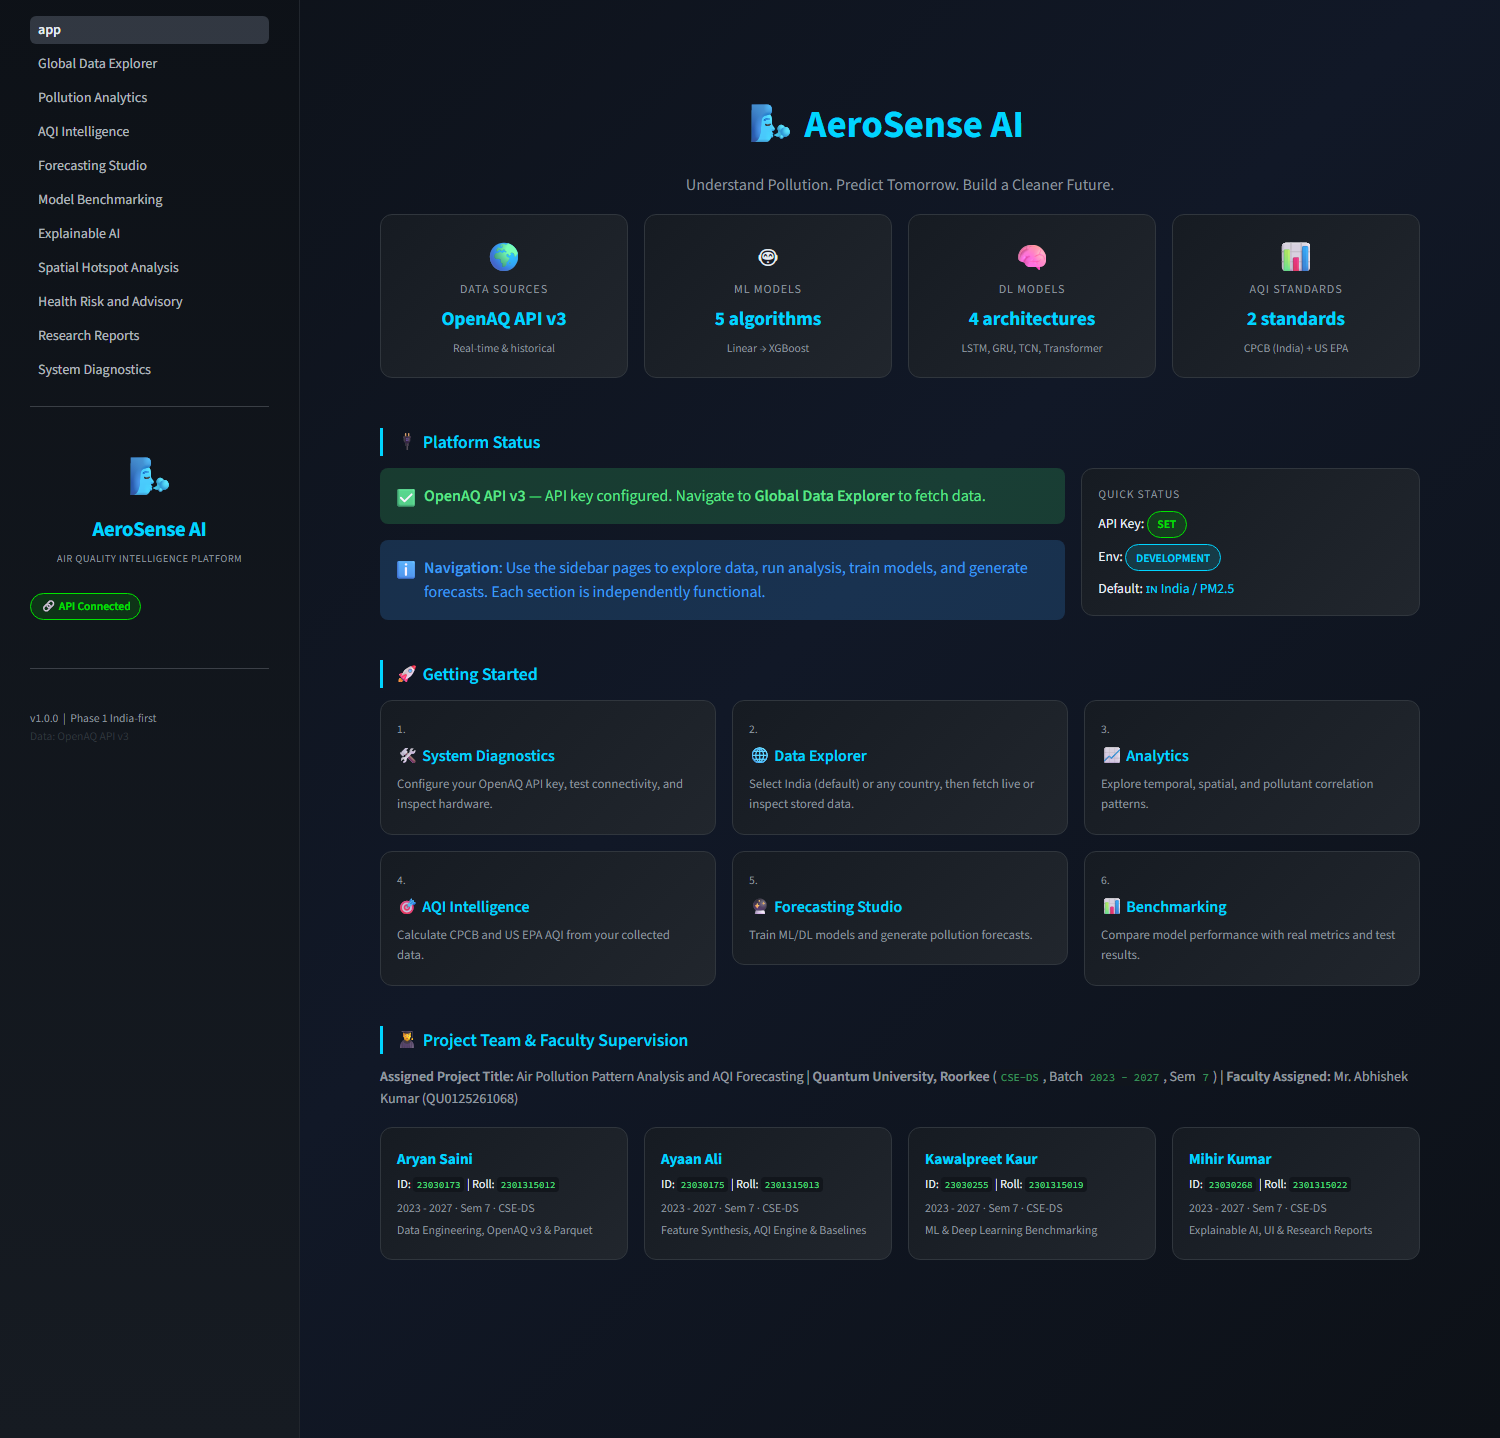 app
Global Data Explorer
Pollution Analytics
AQI Intelligence
Forecasting Studio
Model Benchmarking
Explainable AI
Spatial Hotspot Analysis
Health Risk and Advisory
Research Reports
System Diagnostics
AeroSense AI
AIR QUALITY INTELLIGENCE PLATFORM
API Connected
v1.0.0 | Phase 1 India-first
Data: OpenAQ API v3
AeroSense AI
Understand Pollution. Predict Tomorrow. Build a Cleaner Future.
DATA SOURCES
OpenAQ API v3
Real-time & historical
ML MODELS
5 algorithms
Linear → XGBoost
DL MODELS
4 architectures
LSTM, GRU, TCN, Transformer
AQI STANDARDS
2 standards
CPCB (India) + US EPA
Platform Status
OpenAQ API v3 — API key configured. Navigate to Global Data Explorer to fetch data.
Navigation: Use the sidebar pages to explore data, run analysis, train models, and generate
forecasts. Each section is independently functional.
QUICK STATUS
API Key: SET
Env: DEVELOPMENT
Default: IN India / PM2.5
Getting Started
1.
System Diagnostics
Configure your OpenAQ API key, test connectivity, and
inspect hardware.
2.
Data Explorer
Select India (default) or any country, then fetch live or
inspect stored data.
3.
Analytics
Explore temporal, spatial, and pollutant correlation
patterns.
4.
AQI Intelligence
Calculate CPCB and US EPA AQI from your collected
data.
5.
Forecasting Studio
Train ML/DL models and generate pollution forecasts.
6.
Benchmarking
Compare model performance with real metrics and test
results.
Project Team & Faculty Supervision
Assigned Project Title: Air Pollution Pattern Analysis and AQI Forecasting | Quantum University, Roorkee ( CSE-DS , Batch 2023 - 2027 , Sem 7 ) | Faculty Assigned: Mr. Abhishek
Kumar (QU0125261068)
Aryan Saini
ID: 23030173 | Roll: 2301315012
2023 - 2027 · Sem 7 · CSE-DS
Data Engineering, OpenAQ v3 & Parquet
Ayaan Ali
ID: 23030175 | Roll: 2301315013
2023 - 2027 · Sem 7 · CSE-DS
Feature Synthesis, AQI Engine & Baselines
Kawalpreet Kaur
ID: 23030255 | Roll: 2301315019
2023 - 2027 · Sem 7 · CSE-DS
ML & Deep Learning Benchmarking
Mihir Kumar
ID: 23030268 | Roll: 2301315022
2023 - 2027 · Sem 7 · CSE-DS
Explainable AI, UI & Research Reports